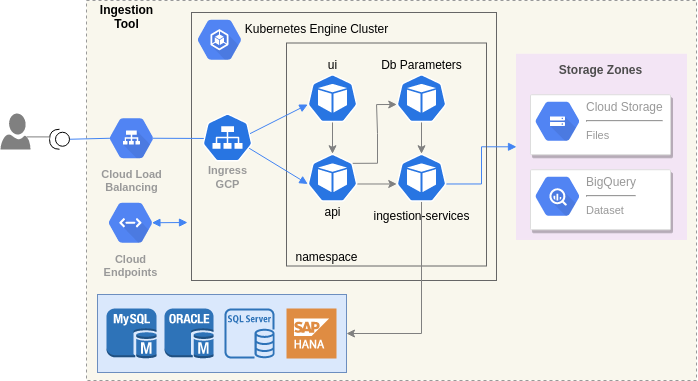 Ingestion
Tool
Kubernetes Engine Cluster
ui
Db Parameters
Storage Zones
Cloud Storage
Files
Cloud Load
Balancing
Ingress
GCP
api
ingestion-services
BigQuery
Dataset
Cloud
Endpoints
namespace
MySQL
M
ORACLE
M
SQL Server
SAP
HANA